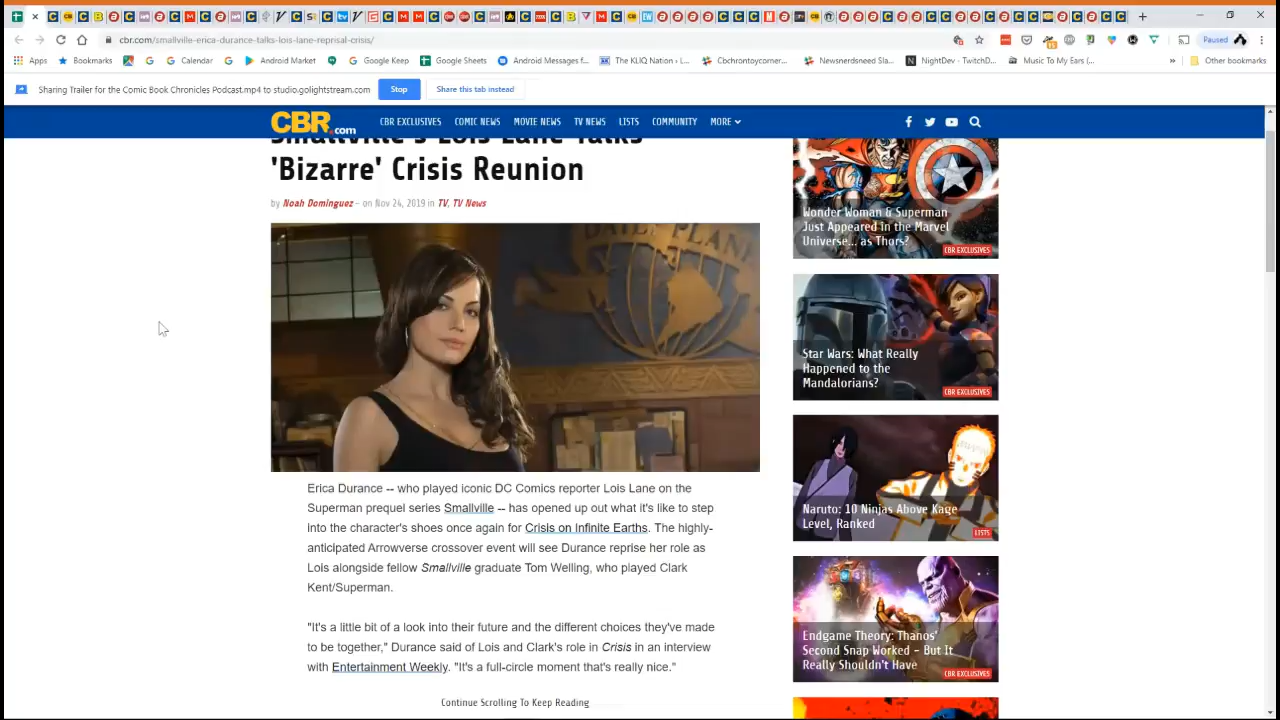 cbr.com/smallville-erica-durance-talks-lois-lane-reprisal-crisis/
Paused
Apps
Bookmarks
Calendar
Android Market
Google Keep
Google Sheets
Android Messages f...
The KLIQ Nation › L...
Cbchrontoycorner...
Newsnerdsneed Sla...
NightDev - TwitchD...
Music To My Ears (...
»
Other bookmarks
Sharing Trailer for the Comic Book Chronicles Podcast.mp4 to studio.golightstream.com
Stop
Share this tab instead
CBR.com
CBR EXCLUSIVES
COMIC NEWS
MOVIE NEWS
TV NEWS
LISTS
COMMUNITY
MORE
Smallville's Lois Lane Talks
'Bizarre' Crisis Reunion
by Noah Dominguez – on Nov 24, 2019 in TV, TV News
DAILY PLANE
Erica Durance -- who played iconic DC Comics reporter Lois Lane on the
Superman prequel series Smallville -- has opened up out what it's like to step
into the character's shoes once again for Crisis on Infinite Earths. The highly-
anticipated Arrowverse crossover event will see Durance reprise her role as
Lois alongside fellow Smallville graduate Tom Welling, who played Clark
Kent/Superman.
"It's a little bit of a look into their future and the different choices they've made
to be together," Durance said of Lois and Clark's role in Crisis in an interview
with Entertainment Weekly. "It's a full-circle moment that's really nice."
Continue Scrolling To Keep Reading
Wonder Woman & Superman
Just Appeared in the Marvel
Universe... as Thors?
CBR EXCLUSIVES
Star Wars: What Really
Happened to the
Mandalorians?
CBR EXCLUSIVES
Naruto: 10 Ninjas Above Kage
Level, Ranked
LISTS
Endgame Theory: Thanos'
Second Snap Worked – But It
Really Shouldn't Have
CBR EXCLUSIVES